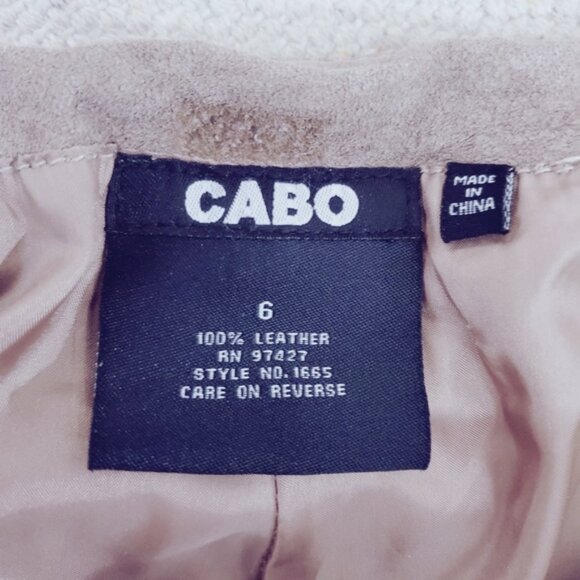 CABO
MADE
IN
CHINA
6
100% LEATHER
RN 97427
STYLE NO.1665
CARE ON REVERSE